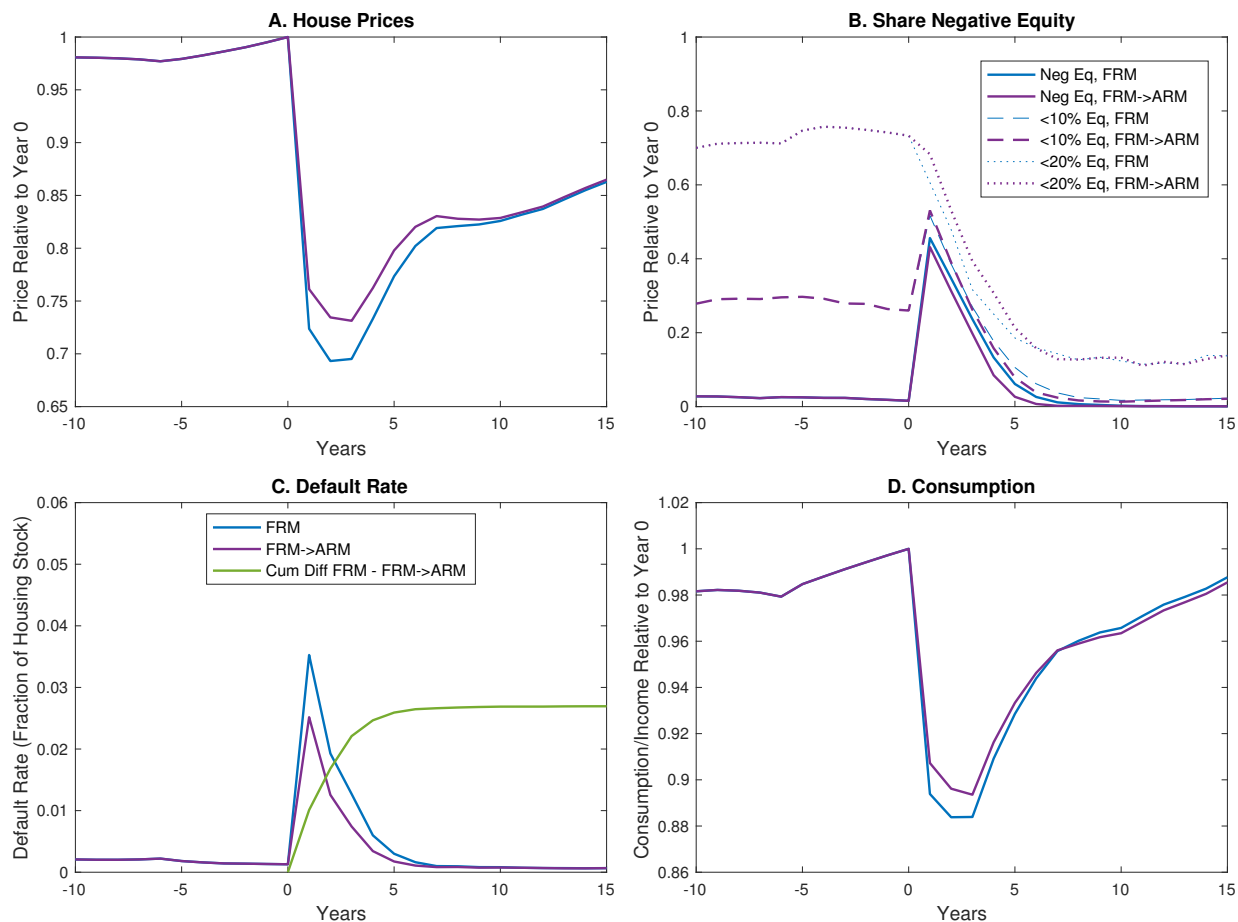 A. House Prices
1
0.95
0.9
0.85
0.8
0.75
0.7
0.65
-10
-5
0
5
10
15
Price Relative to Year 0
Years
B. Share Negative Equity
1
0.8
0.6
0.4
0.2
0
-10
-5
0
5
10
15
Price Relative to Year 0
Years
Neg Eq, FRM
Neg Eq, FRM->ARM
<10% Eq, FRM
<10% Eq, FRM->ARM
<20% Eq, FRM
<20% Eq, FRM->ARM
C. Default Rate
0.06
0.05
0.04
0.03
0.02
0.01
0
-10
-5
0
5
10
15
Default Rate (Fraction of Housing Stock)
Years
FRM
FRM->ARM
Cum Diff FRM - FRM->ARM
D. Consumption
1.02
1
0.98
0.96
0.94
0.92
0.9
0.88
0.86
-10
-5
0
5
10
15
Consumption/Income Relative to Year 0
Years